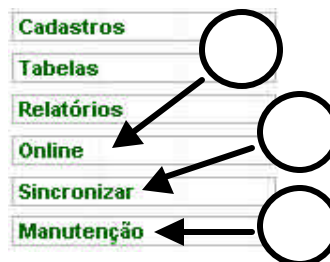 Cadastros
Tabelas
Relatórios
Online
Sincronizar
Manutenção